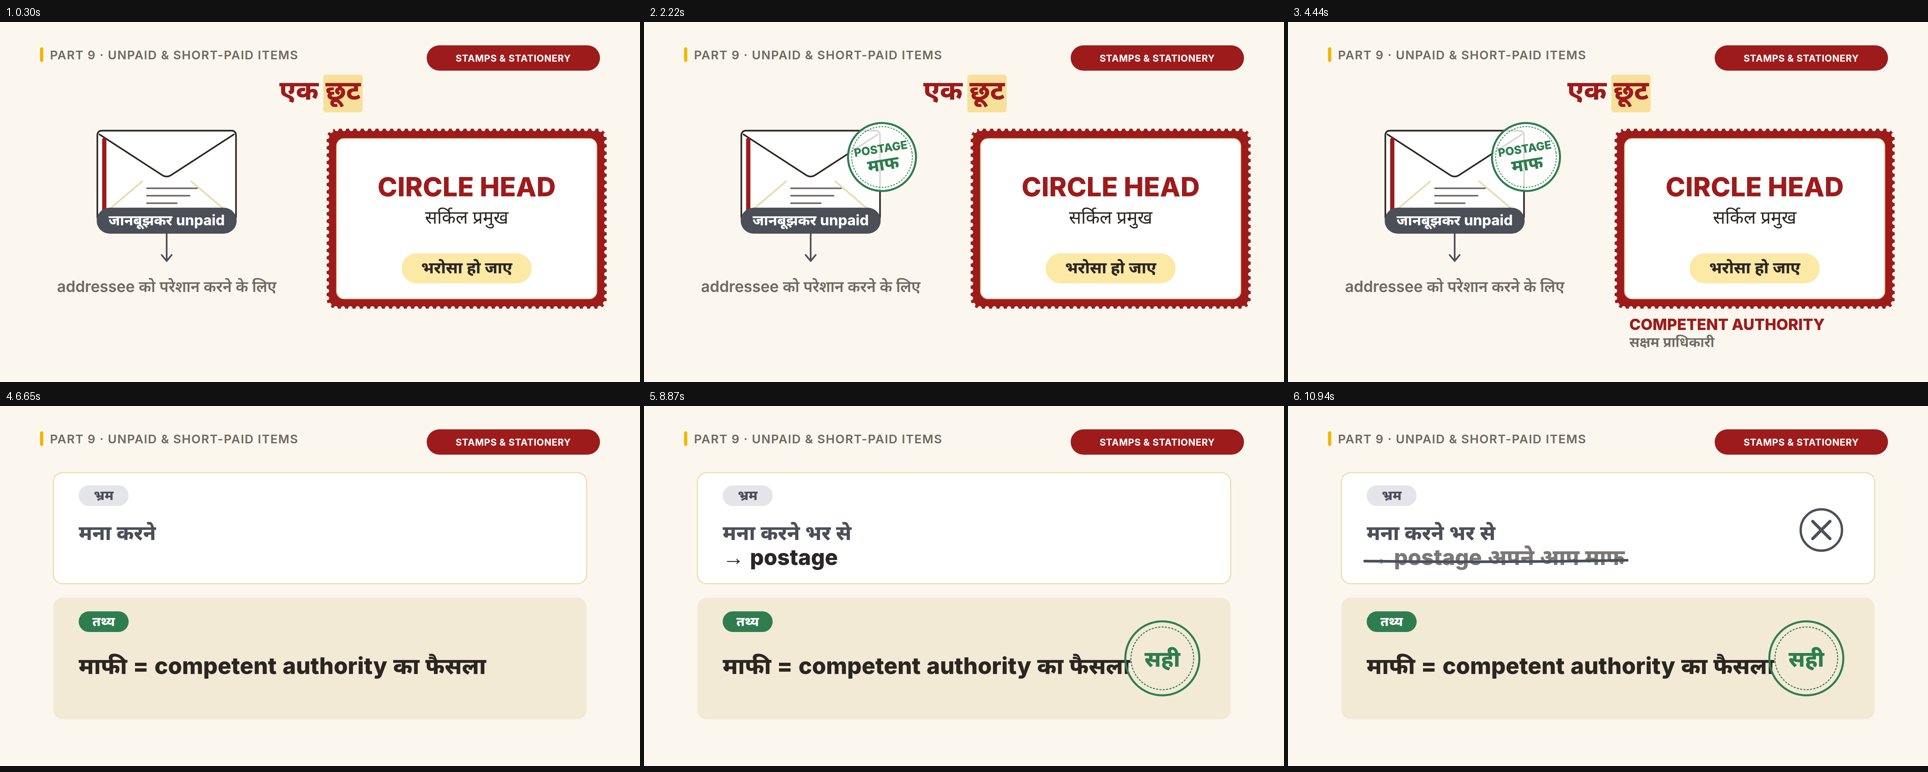 1. 0.30s
PART 9 · UNPAID & SHORT-PAID ITEMS
STAMPS & STATIONERY
एक छूट
जानबूझकर unpaid
addressee को परेशान करने के लिए
CIRCLE HEAD
सर्किल प्रमुख
भरोसा हो जाए
2. 2.22s
PART 9 · UNPAID & SHORT-PAID ITEMS
STAMPS & STATIONERY
एक छूट
POSTAGE
माफ
जानबूझकर unpaid
addressee को परेशान करने के लिए
CIRCLE HEAD
सर्किल प्रमुख
भरोसा हो जाए
3. 4.44s
PART 9 · UNPAID & SHORT-PAID ITEMS
STAMPS & STATIONERY
एक छूट
POSTAGE
माफ
जानबूझकर unpaid
addressee को परेशान करने के लिए
CIRCLE HEAD
सर्किल प्रमुख
भरोसा हो जाए
COMPETENT AUTHORITY
सक्षम प्राधिकारी
4. 6.65s
PART 9 · UNPAID & SHORT-PAID ITEMS
STAMPS & STATIONERY
भ्रम
मना करने
तथ्य
माफी = competent authority का फैसला
5. 8.87s
PART 9 · UNPAID & SHORT-PAID ITEMS
STAMPS & STATIONERY
भ्रम
मना करने भर से
→ postage
तथ्य
माफी = competent authority का फैसला
सही
6. 10.94s
PART 9 · UNPAID & SHORT-PAID ITEMS
STAMPS & STATIONERY
भ्रम
मना करने भर से
→ postage अपने आप माफ
तथ्य
माफी = competent authority का फैसला
सही